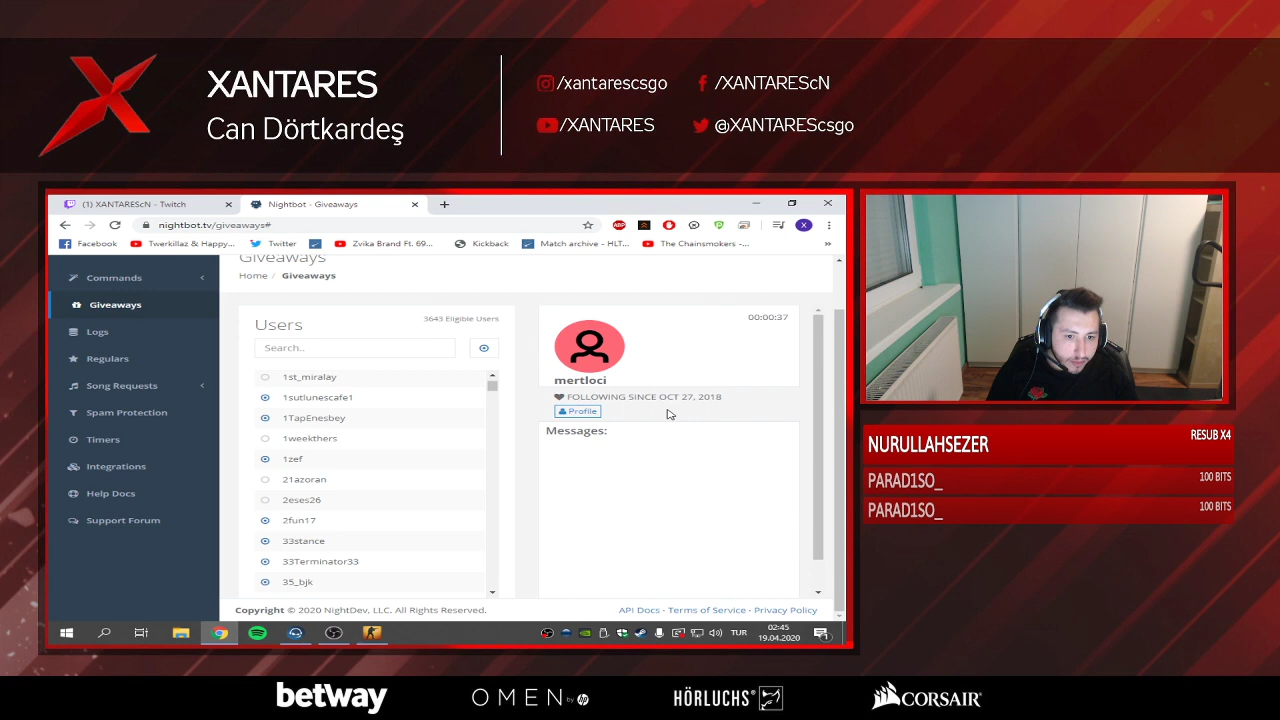 XANTARES
Can Dörtkardeş
/xantarescsgo
/XANTAREScN
/XANTARES
@XANTAREScsgo
(1) XANTAREScN - Twitch
Nightbot - Giveaways
nightbot.tv/giveaways#
Facebook
Twerkillaz & Happy...
Twitter
Zvika Brand Ft. 69...
Kickback
Match archive - HLT...
The Chainsmokers -...
Commands
Giveaways
Logs
Regulars
Song Requests
Spam Protection
Timers
Integrations
Help Docs
Support Forum
Giveaways
Home / Giveaways
Users
3643 Eligible Users
Search..
1st_miralay
1sutlunescafe1
1TapEnesbey
1weekthers
1zef
21azoran
2eses26
2fun17
33stance
33Terminator33
35_bjk
00:00:37
mertloci
FOLLOWING SINCE OCT 27, 2018
Profile
Messages:
Copyright © 2020 NightDev, LLC. All Rights Reserved.
API Docs - Terms of Service - Privacy Policy
TUR
02:45
19.04.2020
NURULLAHSEZER
RESUB X4
PARAD1SO_
100 BITS
PARAD1SO_
100 BITS
betway
OMEN by hp
HÖRLUCHS
CORSAIR